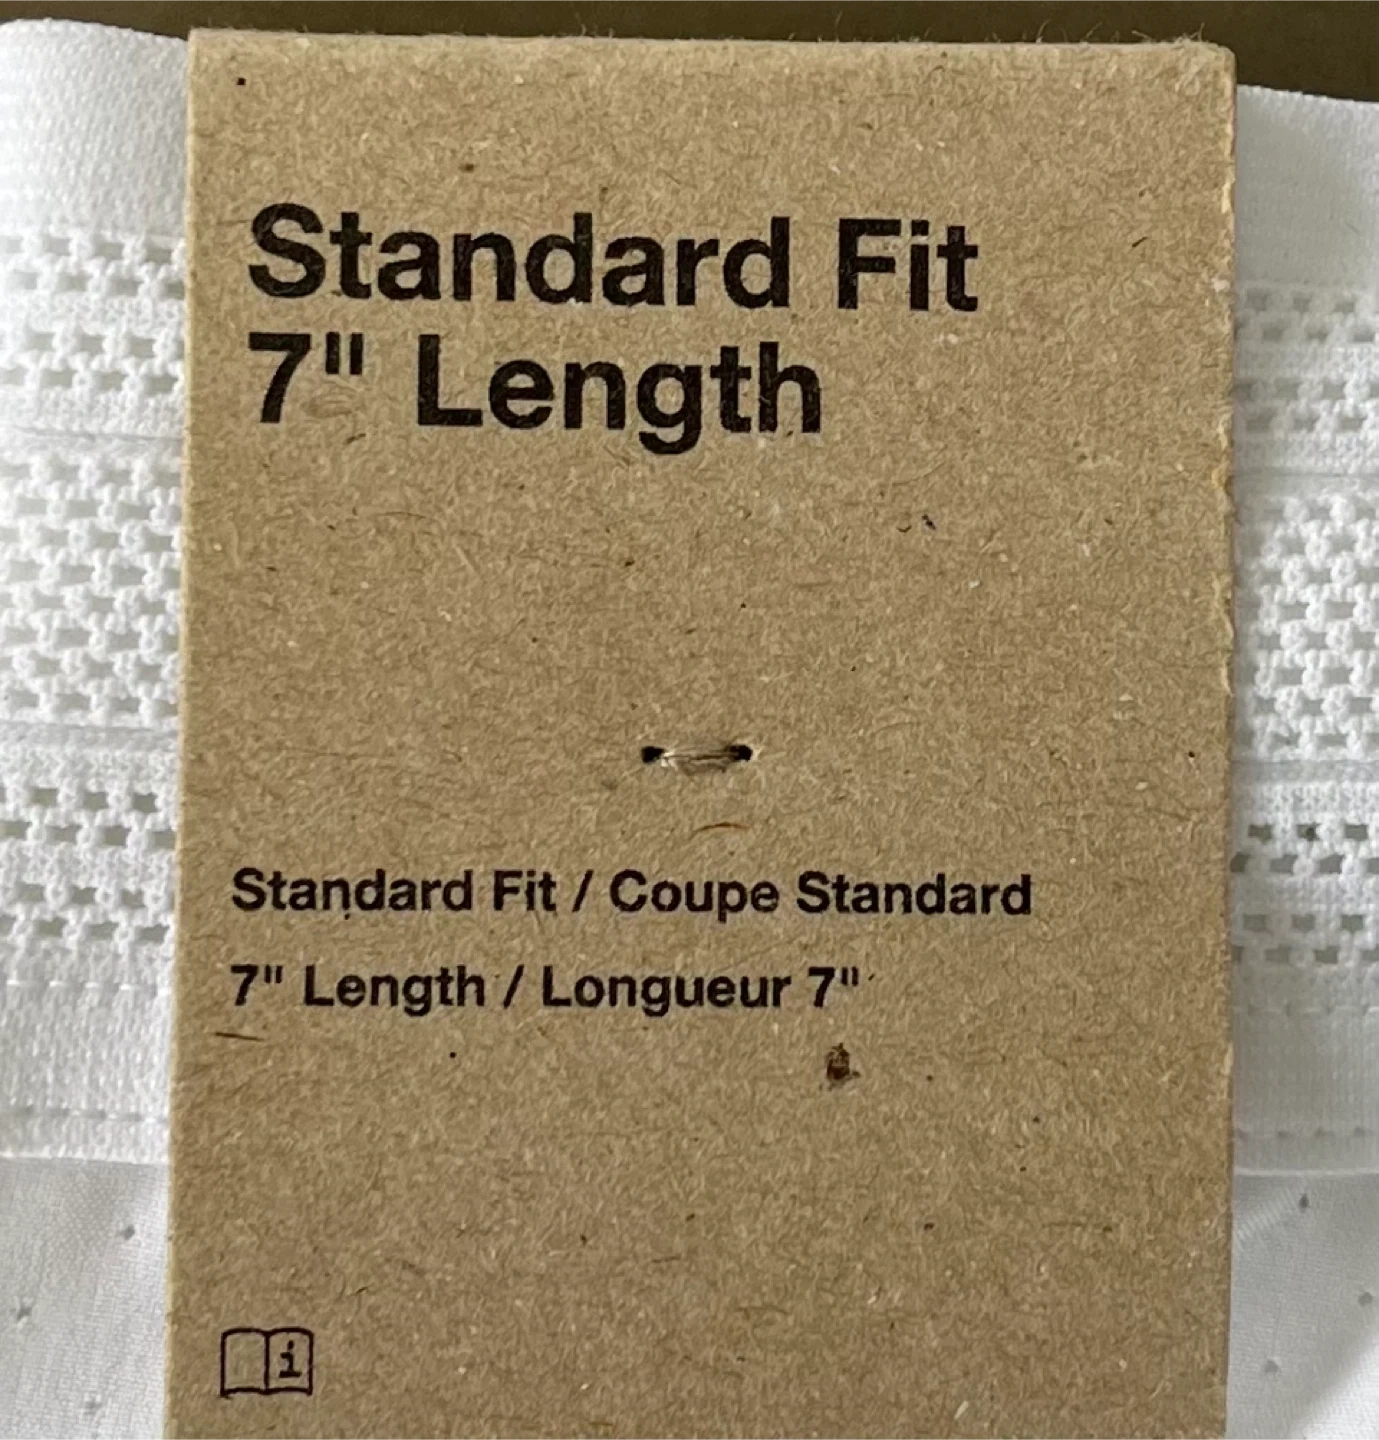 Standard Fit
7" Length
Standard Fit / Coupe Standard
7" Length / Longueur 7"
i